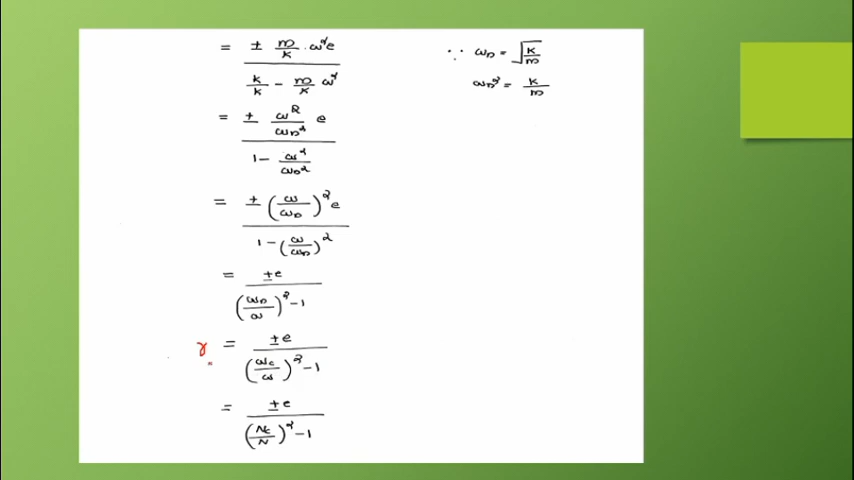 = ± m/k · ω²e / (k/k − m/k ω²)
∵ ωn = √(k/m)
ωn² = k/m
= ± ω²/ωn² e / (1 − ω²/ωn²)
= ± (ω/ωn)² e / (1 − (ω/ωn)²)
= ±e / ((ωn/ω)² − 1)
γ = ±e / ((ωc/ω)² − 1)
= ±e / ((Nc/N)² − 1)